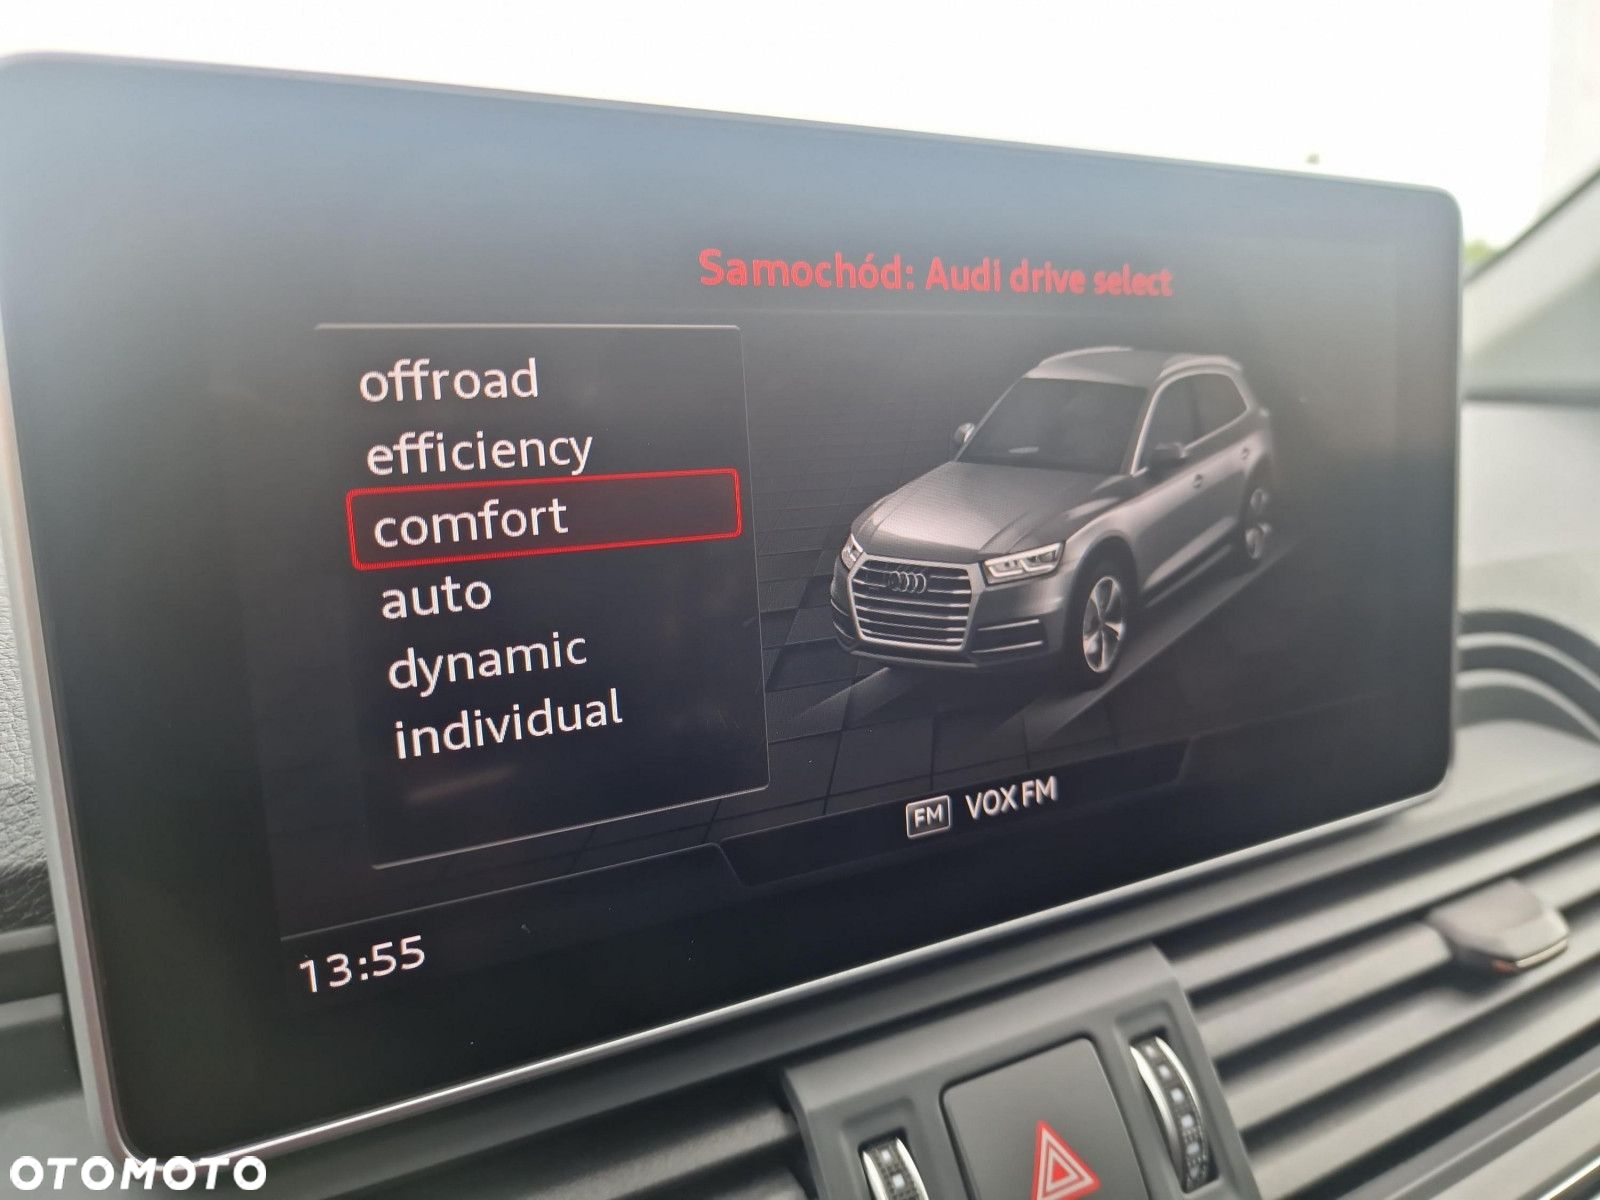 Samochód: Audi drive select
offroad
efficiency
comfort
auto
dynamic
individual
FM VOX FM
13:55
OTOMOTO